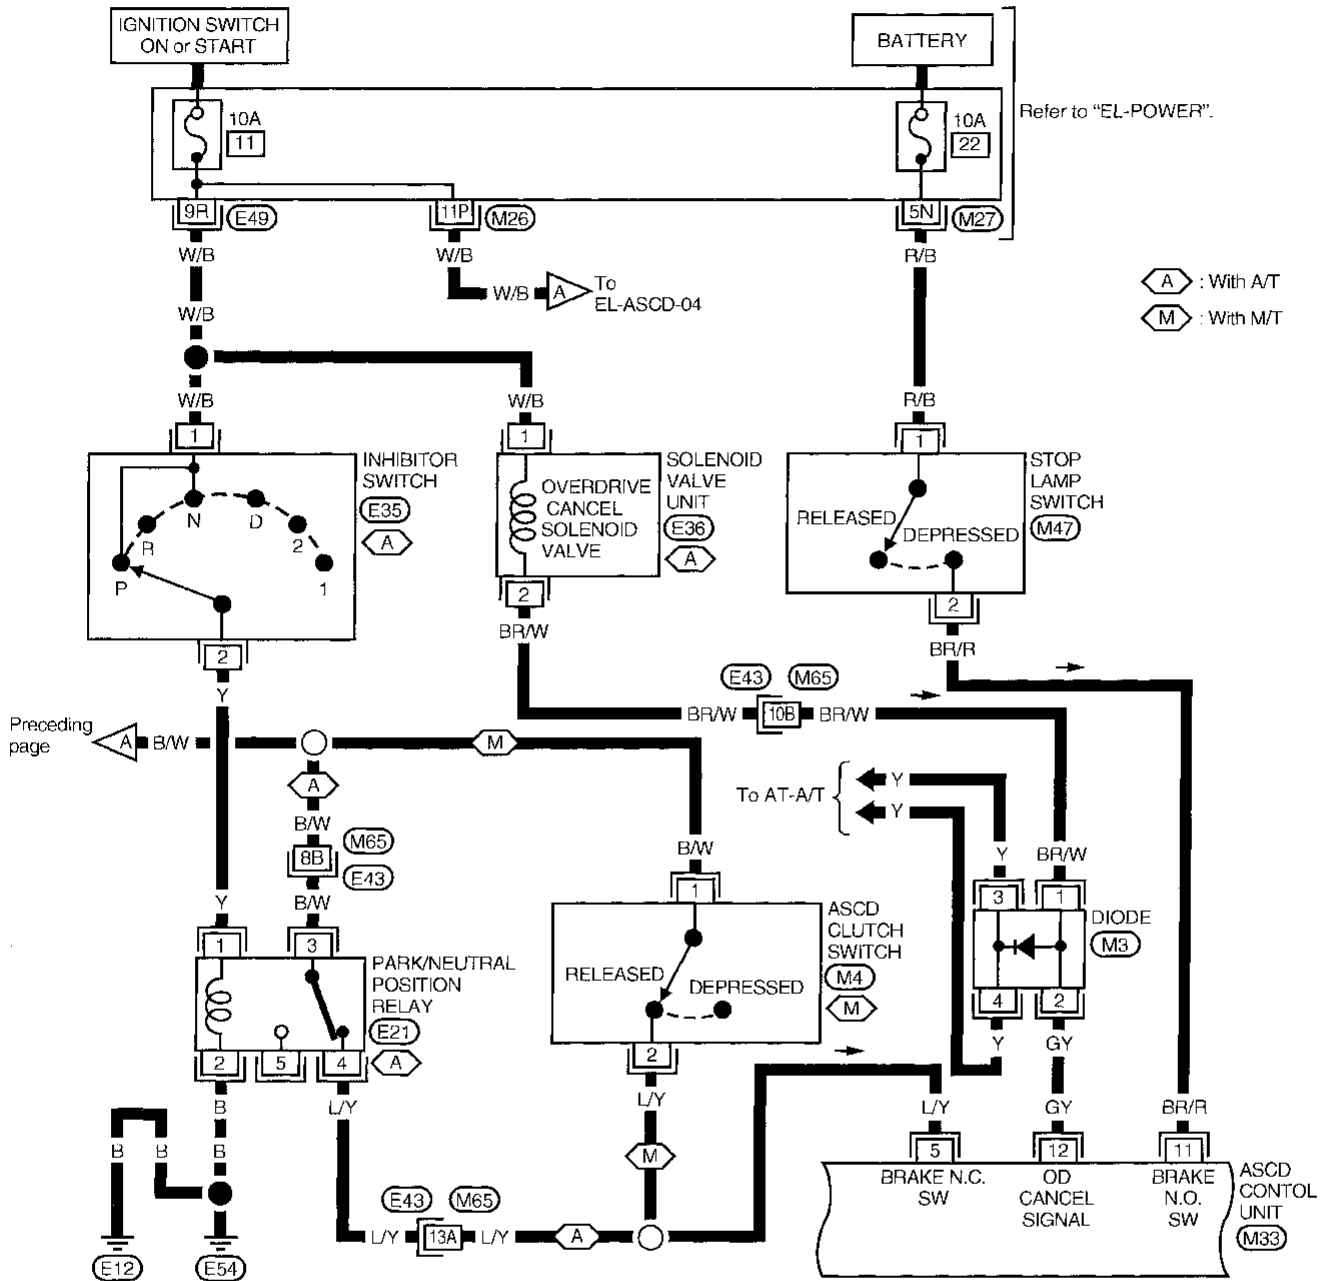 IGNITION SWITCH
ON or START
BATTERY
Refer to "EL-POWER".
10A
11
10A
22
9R
E49
11P
M26
5N
M27
W/B
W/B
R/B
W/B
A
To
EL-ASCD-04
A
: With A/T
M
: With M/T
W/B
W/B
W/B
R/B
1
1
1
INHIBITOR
SWITCH
E35
A
P
R
N
D
2
1
2
OVERDRIVE
CANCEL
SOLENOID
VALVE
SOLENOID
VALVE
UNIT
E36
A
2
RELEASED
DEPRESSED
STOP
LAMP
SWITCH
M47
2
Y
BR/W
BR/R
E43
M65
BR/W
10B
BR/W
Preceding
page
A
B/W
M
A
B/W
M65
8B
E43
B/W
Y
To AT-A/T
Y
Y
B/W
Y
BR/W
1
3
PARK/NEUTRAL
POSITION
RELAY
E21
A
2
5
4
1
RELEASED
DEPRESSED
ASCD
CLUTCH
SWITCH
M4
M
2
3
1
DIODE
M3
4
2
Y
GY
B
L/Y
L/Y
L/Y
GY
BR/R
B
B
B
M
E12
E54
E43
M65
L/Y
13A
L/Y
A
5
12
11
BRAKE N.C.
SW
OD
CANCEL
SIGNAL
BRAKE
N.O.
SW
ASCD
CONTOL
UNIT
M33